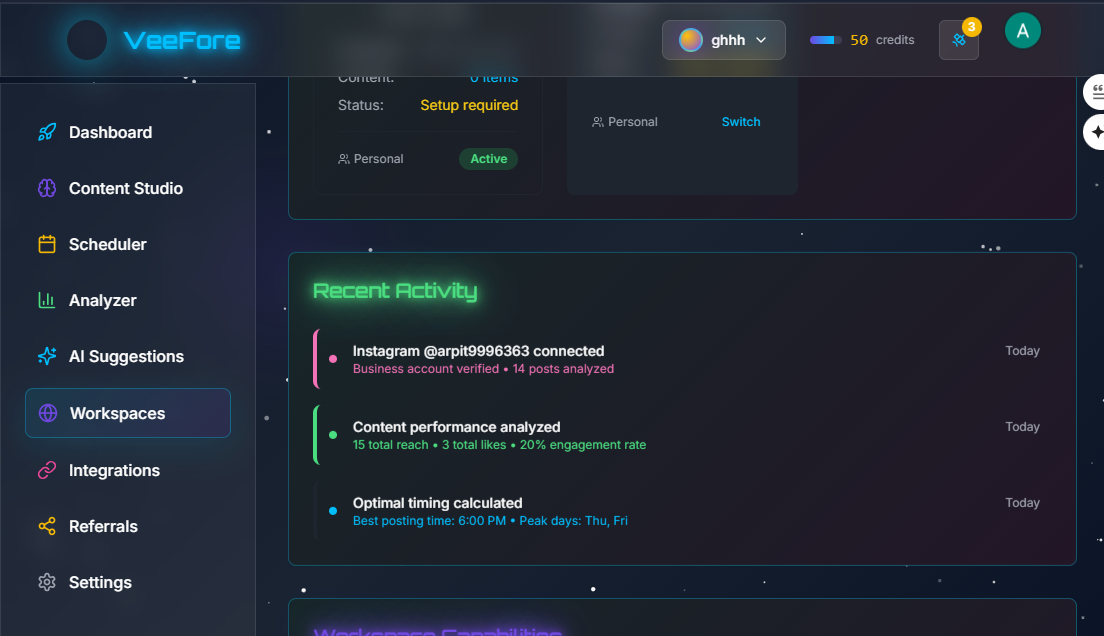 VeeFore
ghhh
50 credits
3
A
Content: 0 items
Status: Setup required
Personal Active
Personal Switch
Dashboard
Content Studio
Scheduler
Analyzer
AI Suggestions
Workspaces
Integrations
Referrals
Settings
Recent Activity
Instagram @arpit9996363 connected Today
Business account verified • 14 posts analyzed
Content performance analyzed Today
15 total reach • 3 total likes • 20% engagement rate
Optimal timing calculated Today
Best posting time: 6:00 PM • Peak days: Thu, Fri
Workspace Capabilities